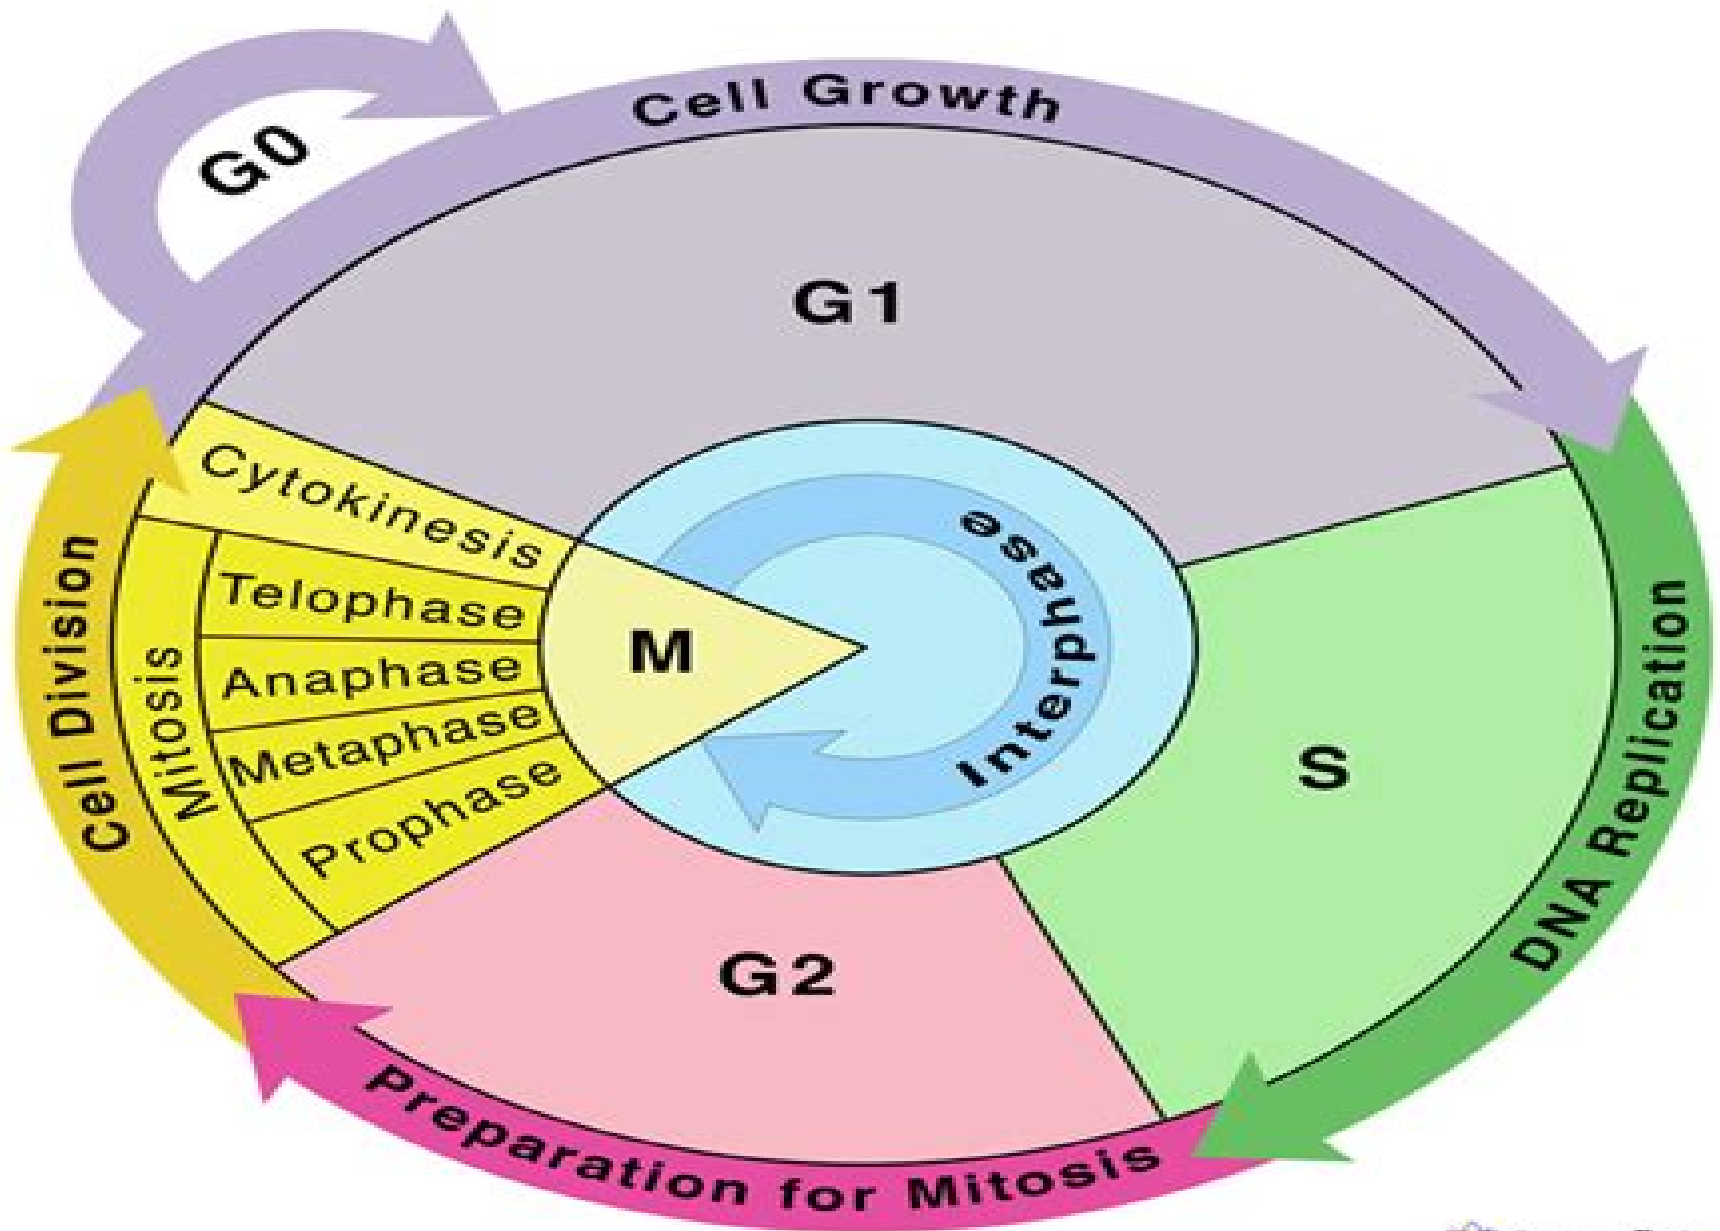 G0
Cell Growth
G1
Cytokinesis
Telophase
Anaphase
Metaphase
Prophase
Mitosis
Cell Division
M
Interphase
S
DNA Replication
G2
Preparation for Mitosis